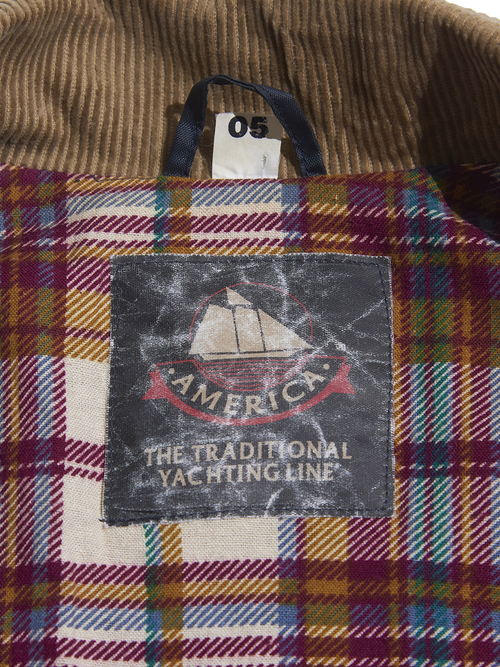 05
·AMERICA·
THE TRADITIONAL
YACHTING LINE